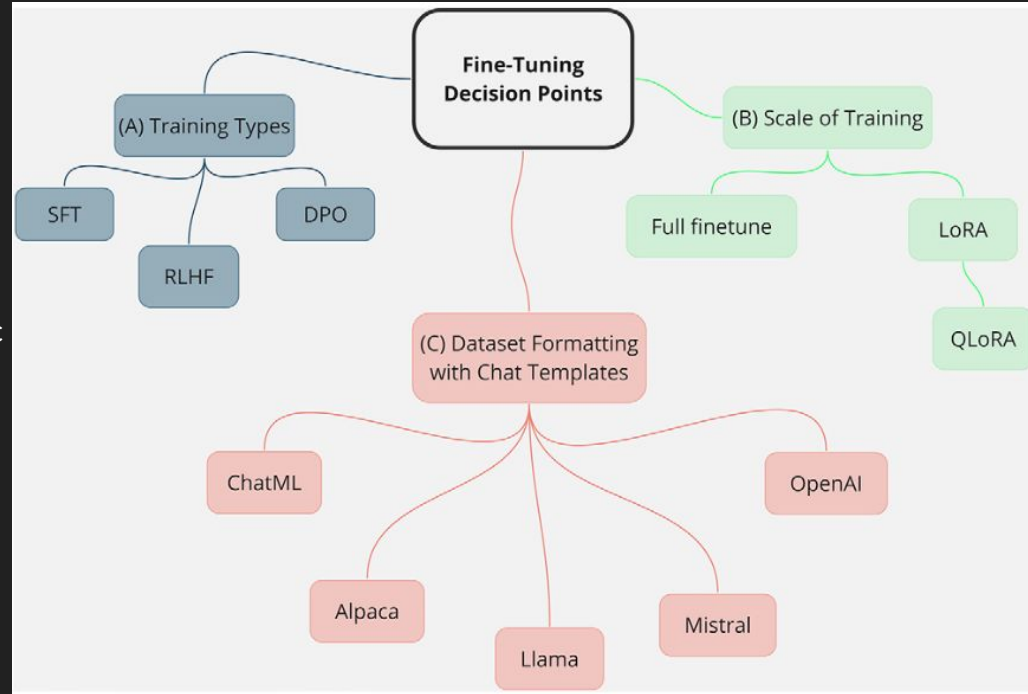 Fine-Tuning
Decision Points
(A) Training Types
(B) Scale of Training
SFT
DPO
RLHF
Full finetune
LoRA
QLoRA
(C) Dataset Formatting
with Chat Templates
ChatML
OpenAI
Alpaca
Mistral
Llama